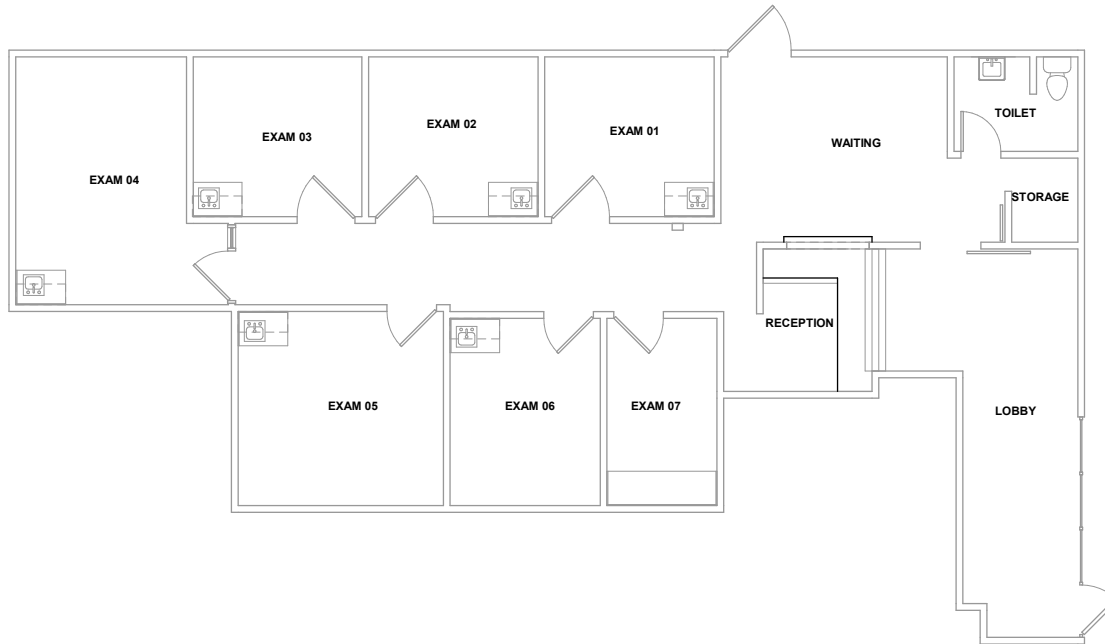 TOILET
EXAM 02
EXAM 01
EXAM 03
WAITING
EXAM 04
STORAGE
RECEPTION
EXAM 05
EXAM 06
EXAM 07
LOBBY